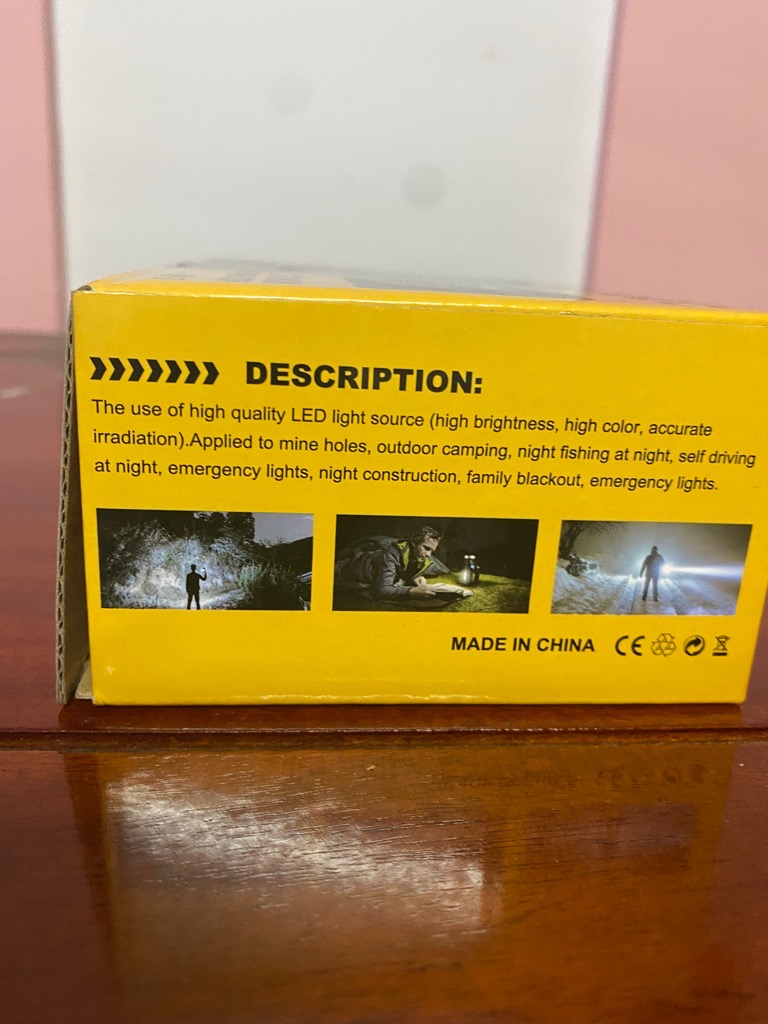 DESCRIPTION:
The use of high quality LED light source (high brightness, high color, accurate
irradiation).Applied to mine holes, outdoor camping, night fishing at night, self driving
at night, emergency lights, night construction, family blackout, emergency lights.
MADE IN CHINA CE